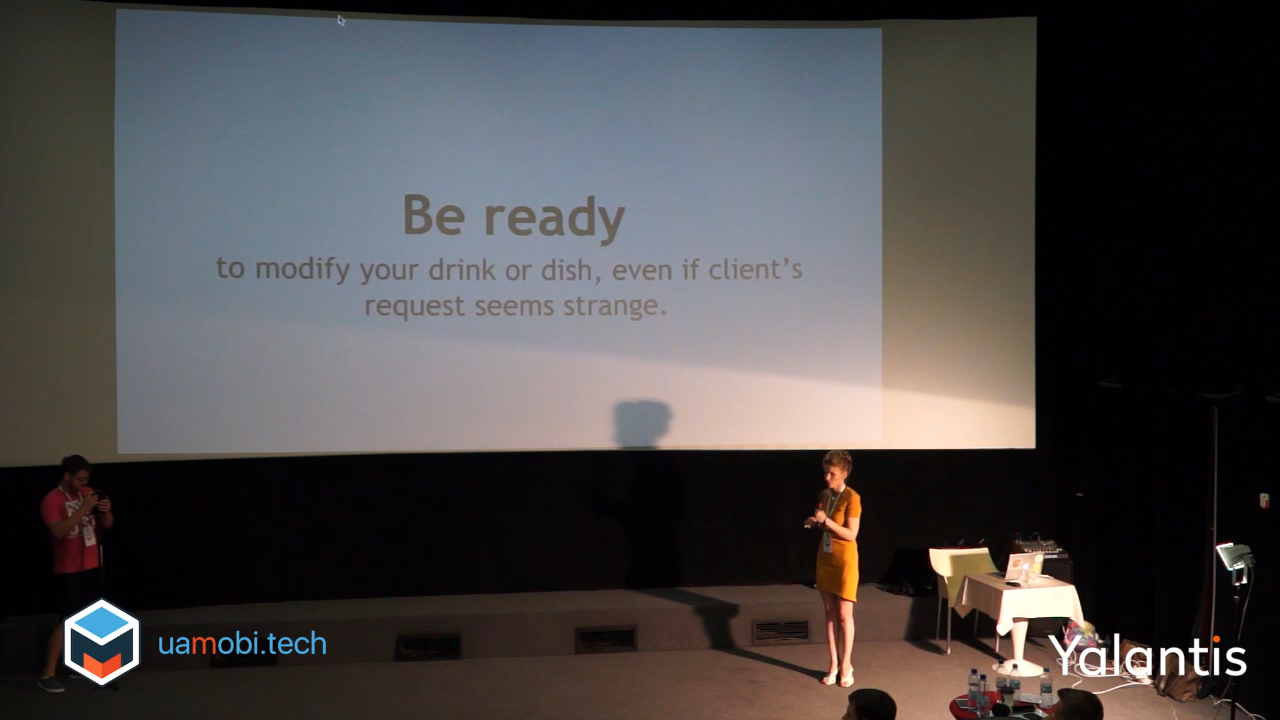 Be ready
to modify your drink or dish, even if client’s
request seems strange.
uamobi.tech
Yalantis